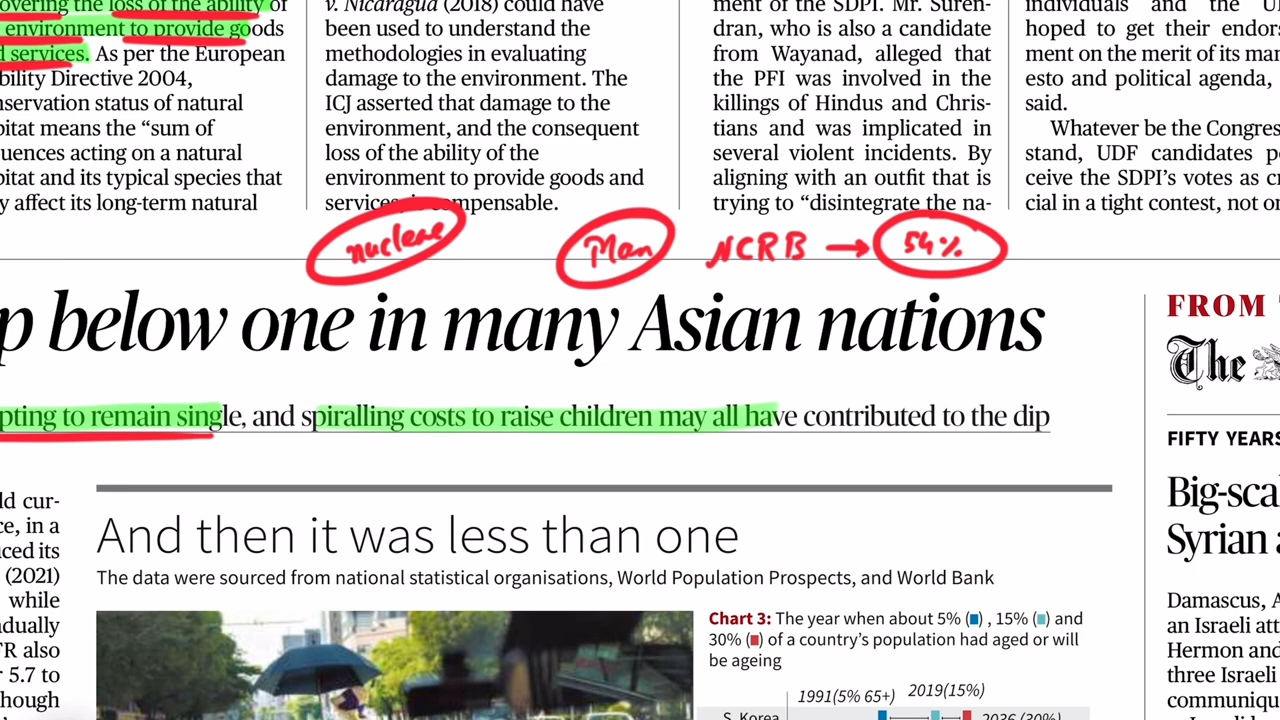 overing the loss of the ability of
environment to provide goods
d services. As per the European
bility Directive 2004,
nservation status of natural
bitat means the “sum of
uences acting on a natural
bitat and its typical species that
y affect its long-term natural
v. Nicaragua (2018) could have
been used to understand the
methodologies in evaluating
damage to the environment. The
ICJ asserted that damage to the
environment, and the consequent
loss of the ability of the
environment to provide goods and
services, is compensable.
ment of the SDPI. Mr. Suren-
dran, who is also a candidate
from Wayanad, alleged that
the PFI was involved in the
killings of Hindus and Chris-
tians and was implicated in
several violent incidents. By
aligning with an outfit that is
trying to “disintegrate the na-
individuals and the U
hoped to get their endors
ment on the merit of its man
esto and political agenda,
said.
Whatever be the Congres
stand, UDF candidates pe
ceive the SDPI’s votes as cr
cial in a tight contest, not on
nuclear
Man
NCRB → 54%
p below one in many Asian nations
pting to remain single, and spiralling costs to raise children may all have contributed to the dip
ld cur-
ce, in a
uced its
(2021)
while
dually
FR also
5.7 to
though
And then it was less than one
The data were sourced from national statistical organisations, World Population Prospects, and World Bank
Chart 3: The year when about 5% (■) , 15% (■) and
30% (■) of a country’s population had aged or will
be ageing
1991(5% 65+) 2019(15%)
S. Korea
2036 (30%)
FROM
The
FIFTY YEARS
Big-sca
Syrian a
Damascus, A
an Israeli att
Hermon and
three Israeli
communiqu